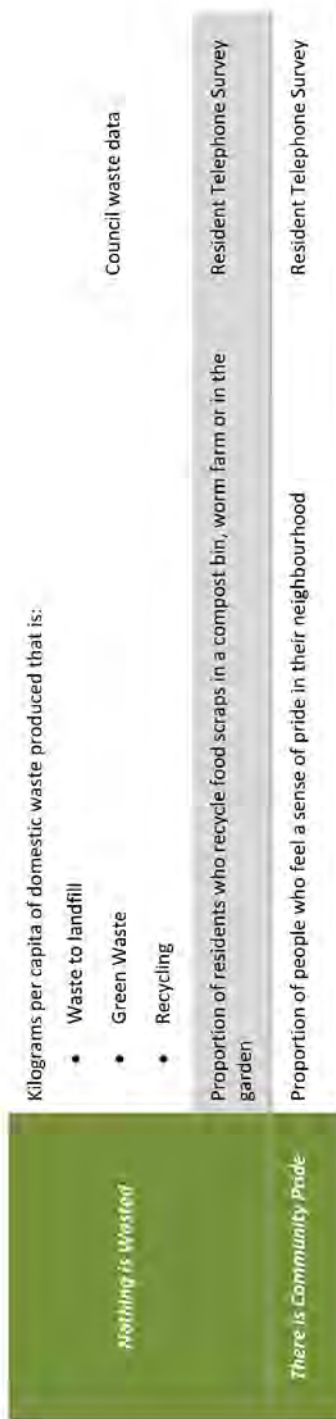 Nothing is Wasted
Kilograms per capita of domestic waste produced that is:
• Waste to landfill
• Green Waste
• Recycling
Council waste data
Proportion of residents who recycle food scraps in a compost bin, worm farm or in the
garden
Resident Telephone Survey
There is Community Pride
Proportion of people who feel a sense of pride in their neighbourhood
Resident Telephone Survey